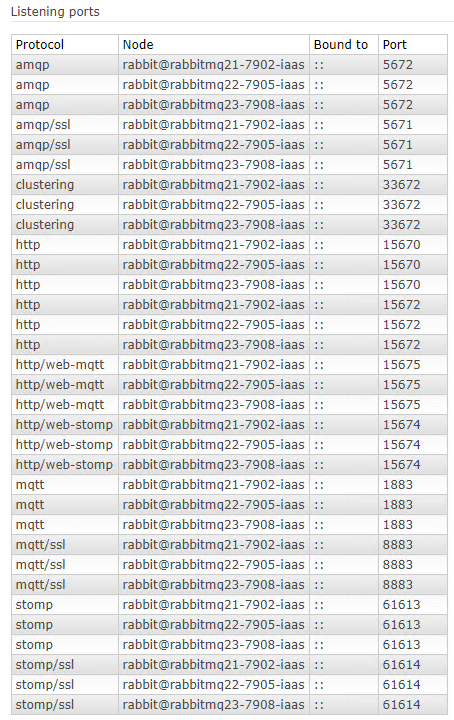 Listening ports
Protocol Node Bound to Port
amqp rabbit@rabbitmq21-7902-iaas :: 5672
amqp rabbit@rabbitmq22-7905-iaas :: 5672
amqp rabbit@rabbitmq23-7908-iaas :: 5672
amqp/ssl rabbit@rabbitmq21-7902-iaas :: 5671
amqp/ssl rabbit@rabbitmq22-7905-iaas :: 5671
amqp/ssl rabbit@rabbitmq23-7908-iaas :: 5671
clustering rabbit@rabbitmq21-7902-iaas :: 33672
clustering rabbit@rabbitmq22-7905-iaas :: 33672
clustering rabbit@rabbitmq23-7908-iaas :: 33672
http rabbit@rabbitmq21-7902-iaas :: 15670
http rabbit@rabbitmq22-7905-iaas :: 15670
http rabbit@rabbitmq23-7908-iaas :: 15670
http rabbit@rabbitmq21-7902-iaas :: 15672
http rabbit@rabbitmq22-7905-iaas :: 15672
http rabbit@rabbitmq23-7908-iaas :: 15672
http/web-mqtt rabbit@rabbitmq21-7902-iaas :: 15675
http/web-mqtt rabbit@rabbitmq22-7905-iaas :: 15675
http/web-mqtt rabbit@rabbitmq23-7908-iaas :: 15675
http/web-stomp rabbit@rabbitmq21-7902-iaas :: 15674
http/web-stomp rabbit@rabbitmq22-7905-iaas :: 15674
http/web-stomp rabbit@rabbitmq23-7908-iaas :: 15674
mqtt rabbit@rabbitmq21-7902-iaas :: 1883
mqtt rabbit@rabbitmq22-7905-iaas :: 1883
mqtt rabbit@rabbitmq23-7908-iaas :: 1883
mqtt/ssl rabbit@rabbitmq21-7902-iaas :: 8883
mqtt/ssl rabbit@rabbitmq22-7905-iaas :: 8883
mqtt/ssl rabbit@rabbitmq23-7908-iaas :: 8883
stomp rabbit@rabbitmq21-7902-iaas :: 61613
stomp rabbit@rabbitmq22-7905-iaas :: 61613
stomp rabbit@rabbitmq23-7908-iaas :: 61613
stomp/ssl rabbit@rabbitmq21-7902-iaas :: 61614
stomp/ssl rabbit@rabbitmq22-7905-iaas :: 61614
stomp/ssl rabbit@rabbitmq23-7908-iaas :: 61614